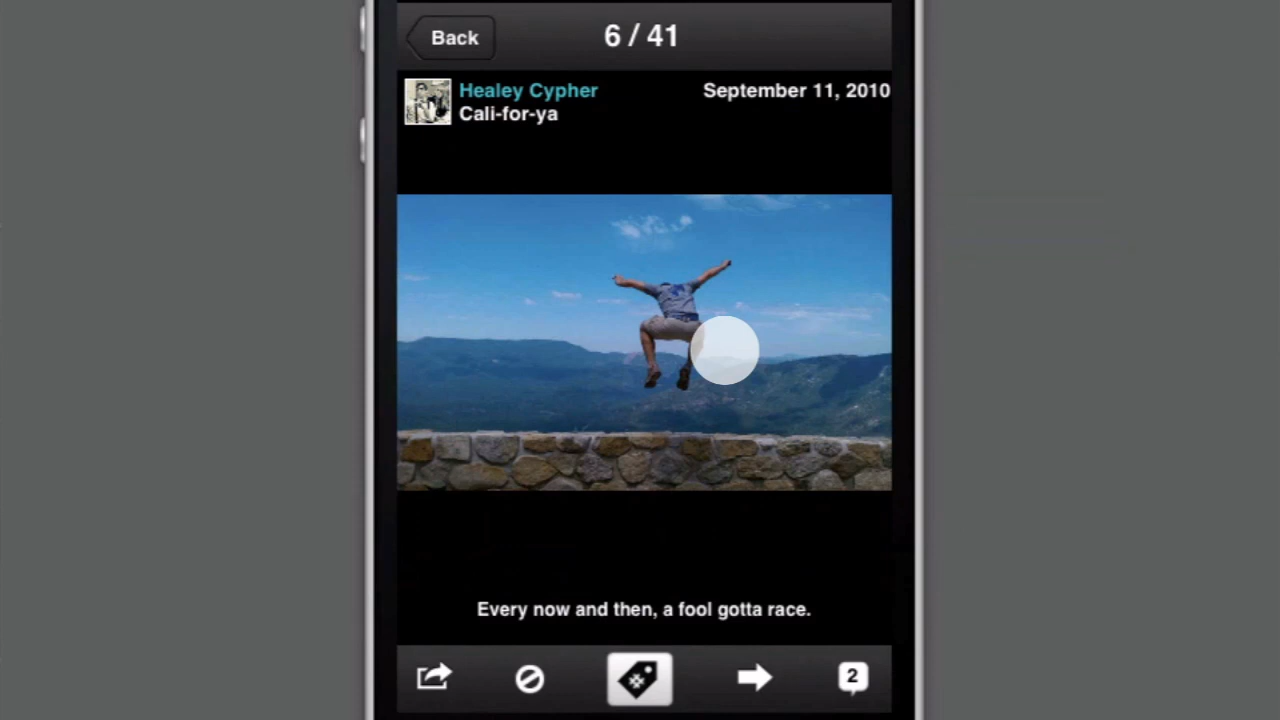 Back
6 / 41
Healey Cypher
September 11, 2010
Cali-for-ya
Every now and then, a fool gotta race.
2